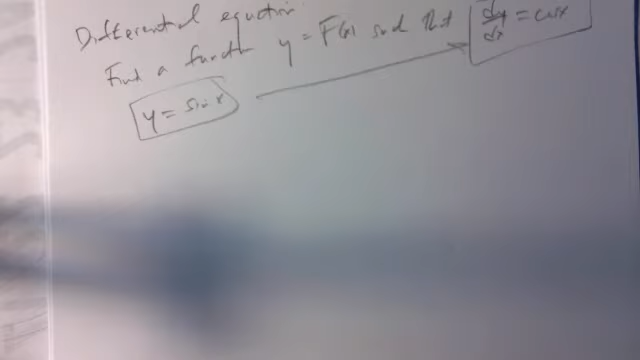 Differential equation
Find a function y = F(x) such that dy/dx = cos x
y = sin x